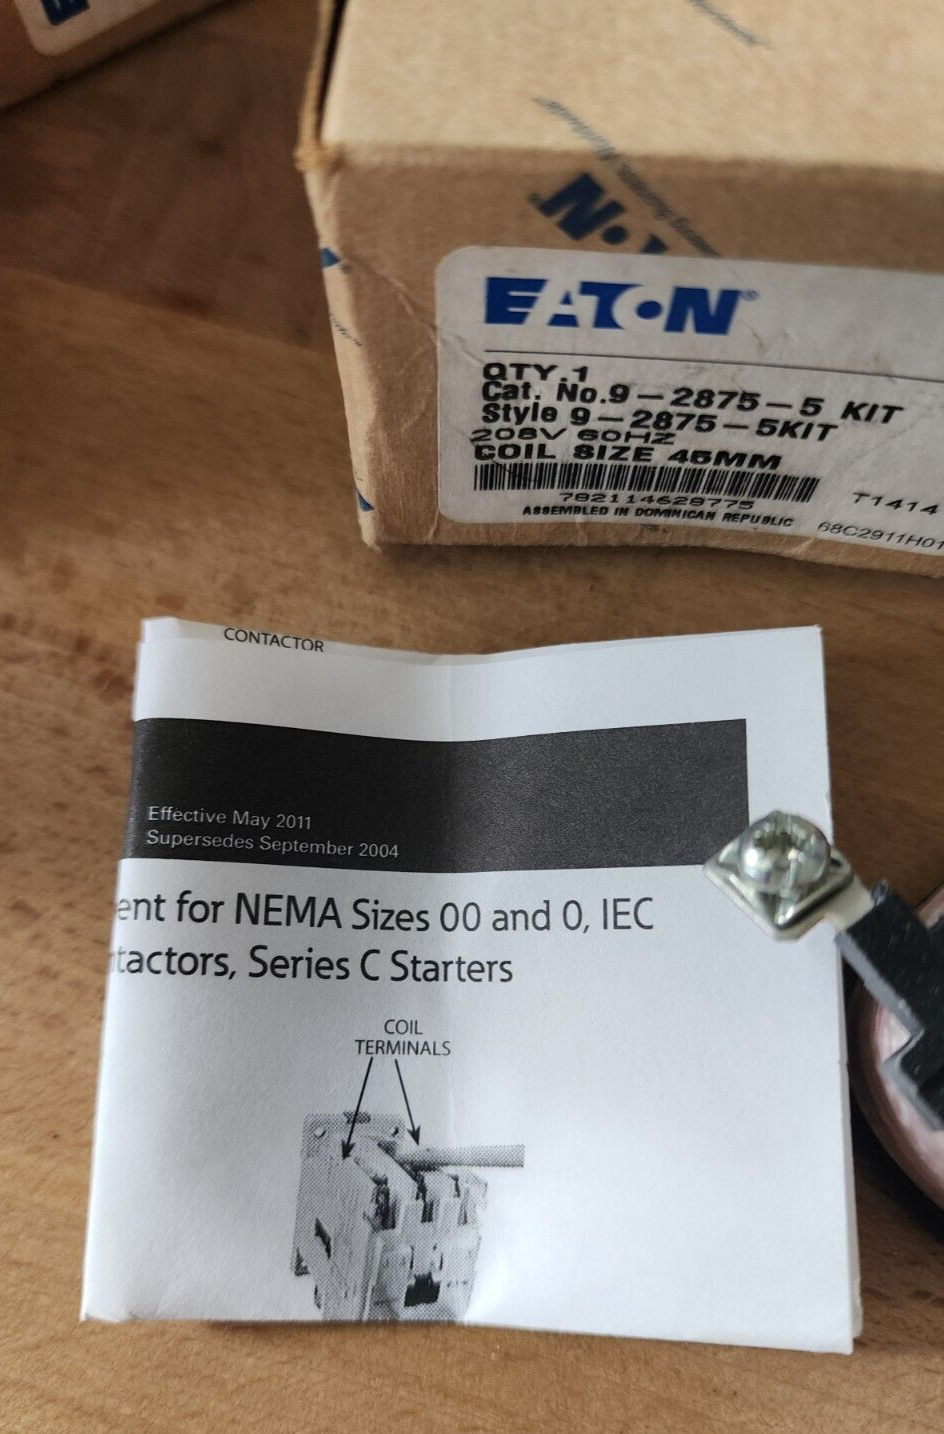 N
EATON®
QTY.1
Cat. No.9-2875-5 KIT
Style 9-2875-5KIT
208V 60HZ
COIL SIZE 45MM
782114629775
T1414
ASSEMBLED IN DOMINICAN REPUBLIC
68C2911H01
CONTACTOR
Effective May 2011
Supersedes September 2004
ent for NEMA Sizes 00 and 0, IEC
tactors, Series C Starters
COIL
TERMINALS